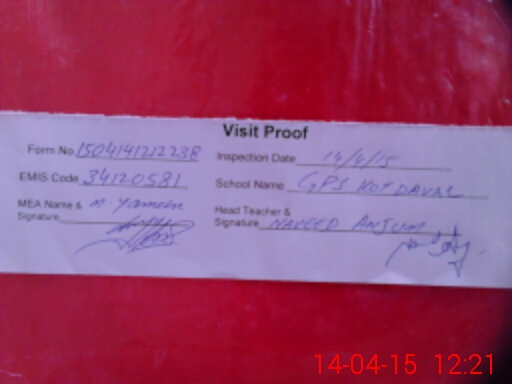 Visit Proof
Form No. 1504141212238 Inspection Date 14/4/15
EMIS Code 34120581 School Name GPS KOT DAVAL
MEA Name & M. Yameen Head Teacher &
Signature Signature NAVEED ANJUM
14-04-15 12:21